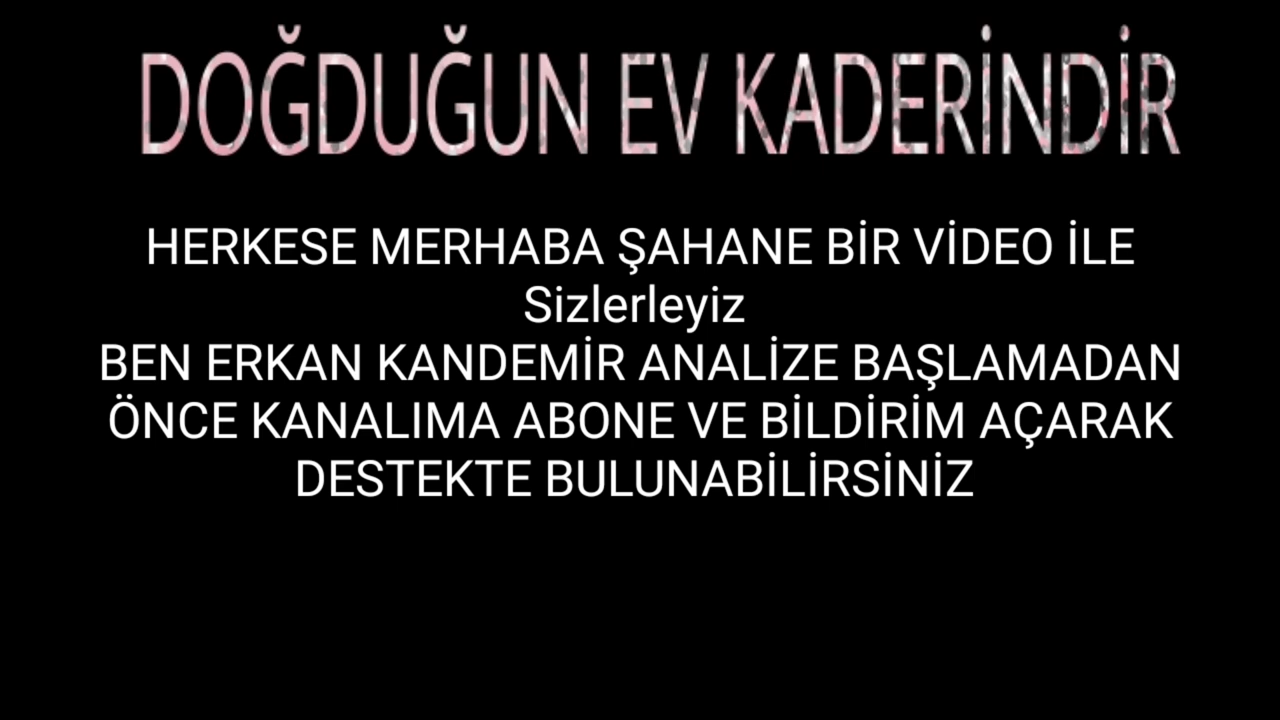 DOĞDUĞUN EV KADERİNDİR
HERKESE MERHABA ŞAHANE BİR VİDEO İLE
Sizlerleyiz
BEN ERKAN KANDEMİR ANALİZE BAŞLAMADAN
ÖNCE KANALIMA ABONE VE BİLDİRİM AÇARAK
DESTEKTE BULUNABİLİRSİNİZ